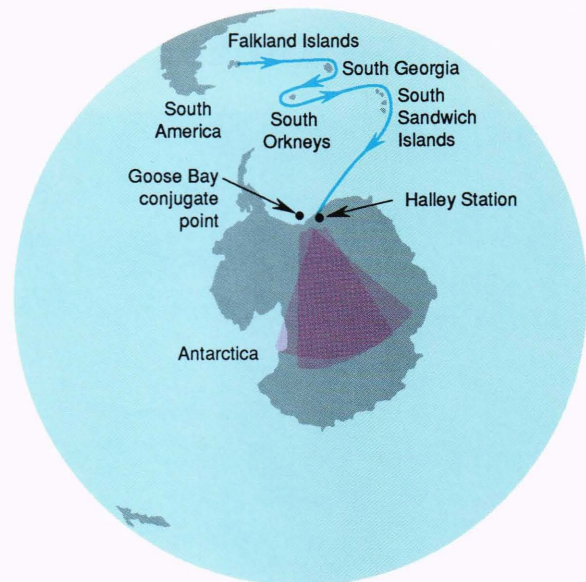 Falkland Islands
South Georgia
South
America
South
Orkneys
South
Sandwich
Islands
Goose Bay
conjugate
point
Halley Station
Antarctica